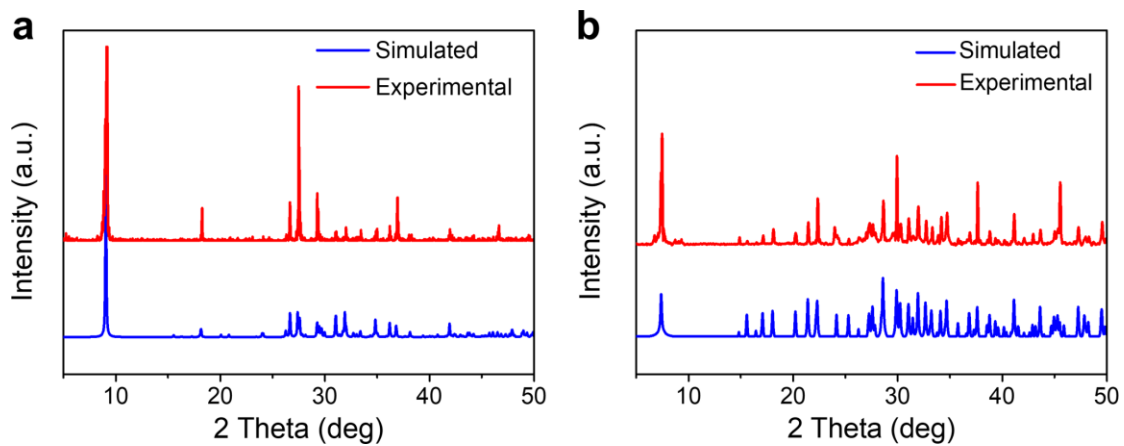 a
Simulated
Experimental
Intensity (a.u.)
10 20 30 40 50
2 Theta (deg)
b
Simulated
Experimental
Intensity (a.u.)
10 20 30 40 50
2 Theta (deg)